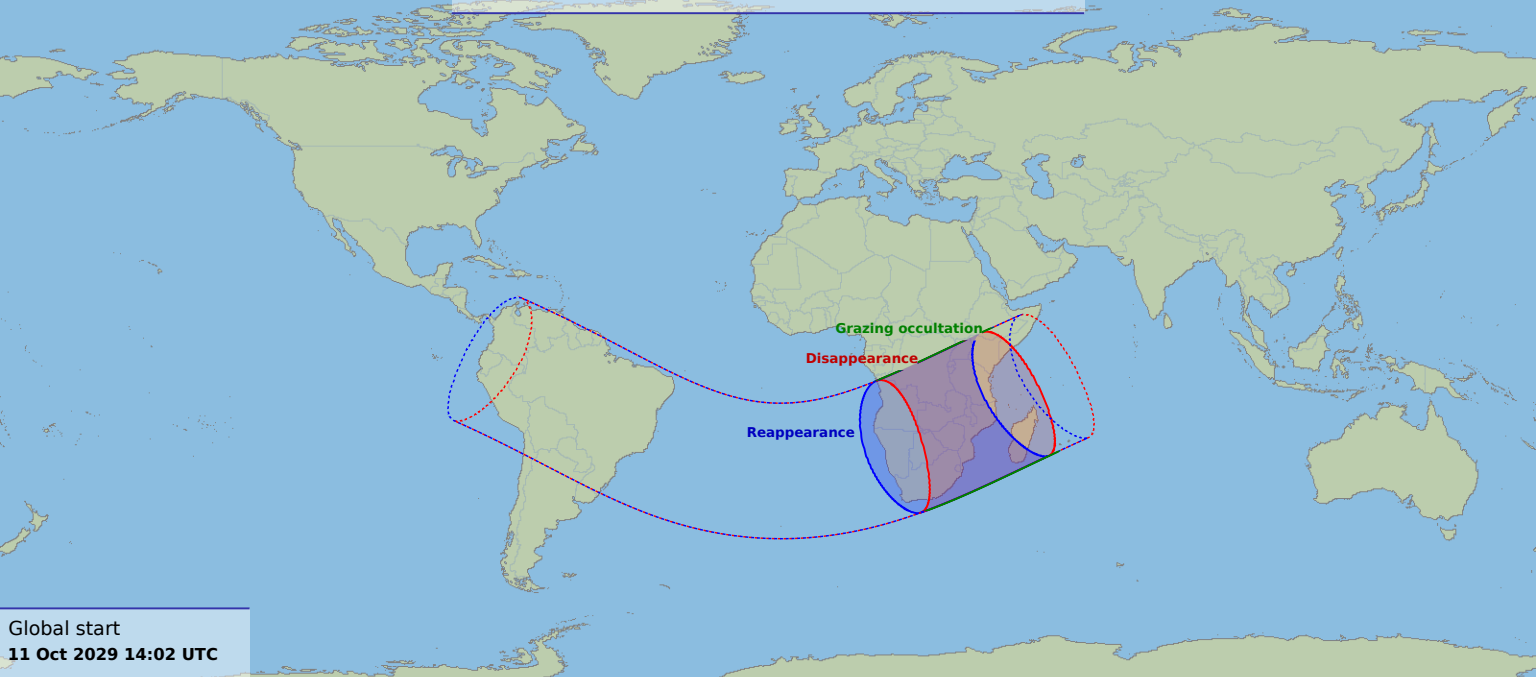 Grazing occultation
Disappearance
Reappearance
Global start
11 Oct 2029 14:02 UTC